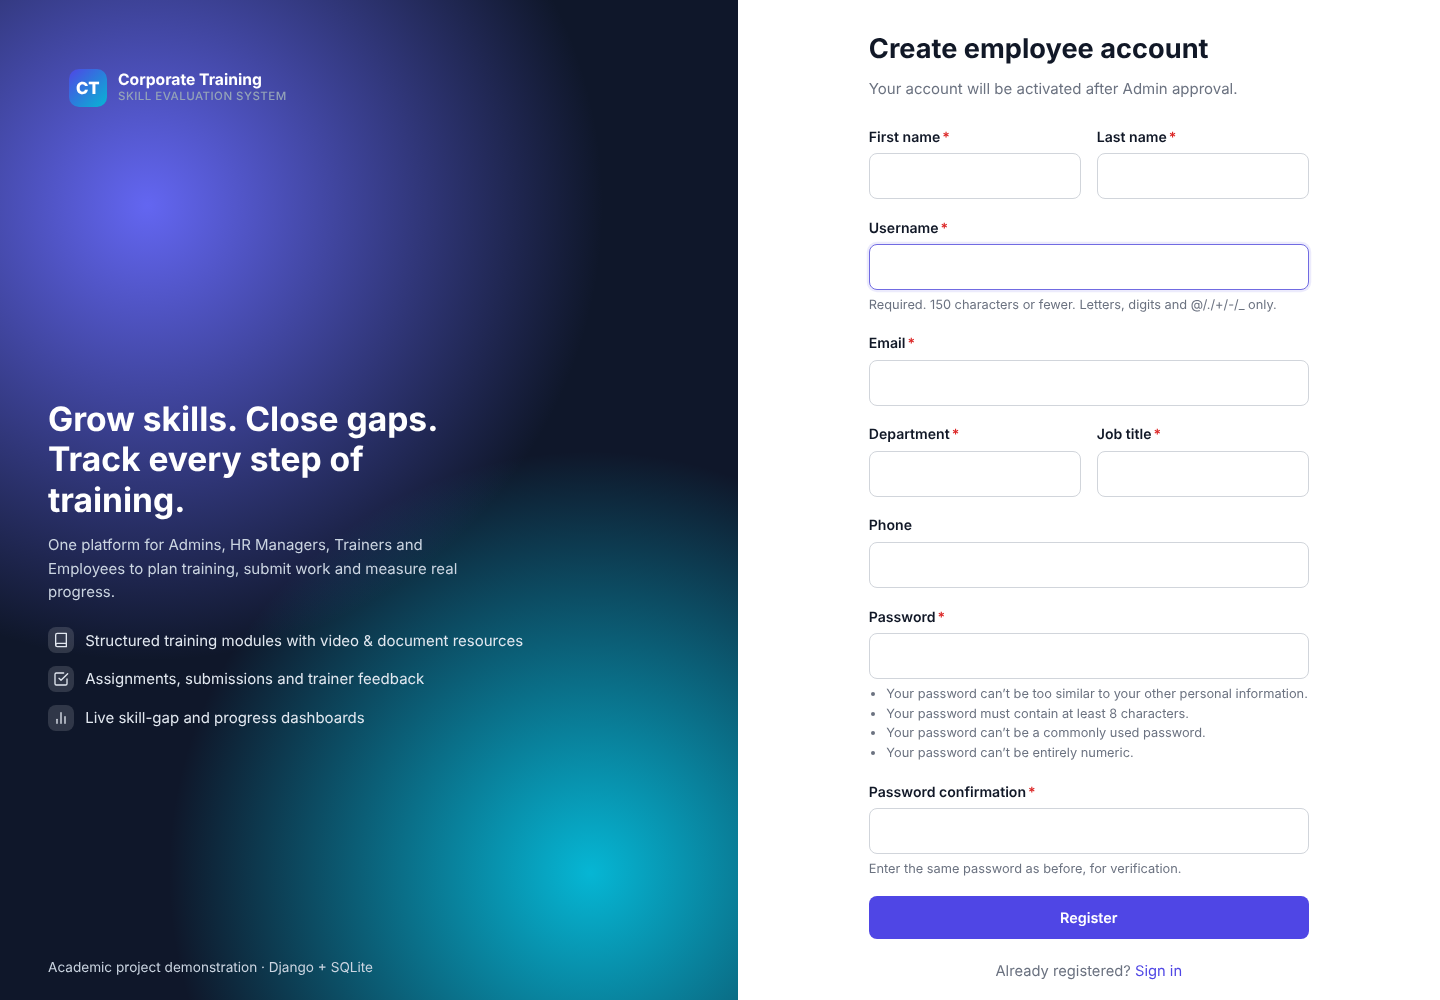 CT
Corporate Training
SKILL EVALUATION SYSTEM
Grow skills. Close gaps.
Track every step of
training.
One platform for Admins, HR Managers, Trainers and
Employees to plan training, submit work and measure real
progress.
Structured training modules with video & document resources
Assignments, submissions and trainer feedback
Live skill-gap and progress dashboards
Academic project demonstration · Django + SQLite
Create employee account
Your account will be activated after Admin approval.
First name *
Last name *
Username *
Required. 150 characters or fewer. Letters, digits and @/./+/-/_ only.
Email *
Department *
Job title *
Phone
Password *
• Your password can’t be too similar to your other personal information.
• Your password must contain at least 8 characters.
• Your password can’t be a commonly used password.
• Your password can’t be entirely numeric.
Password confirmation *
Enter the same password as before, for verification.
Register
Already registered? Sign in